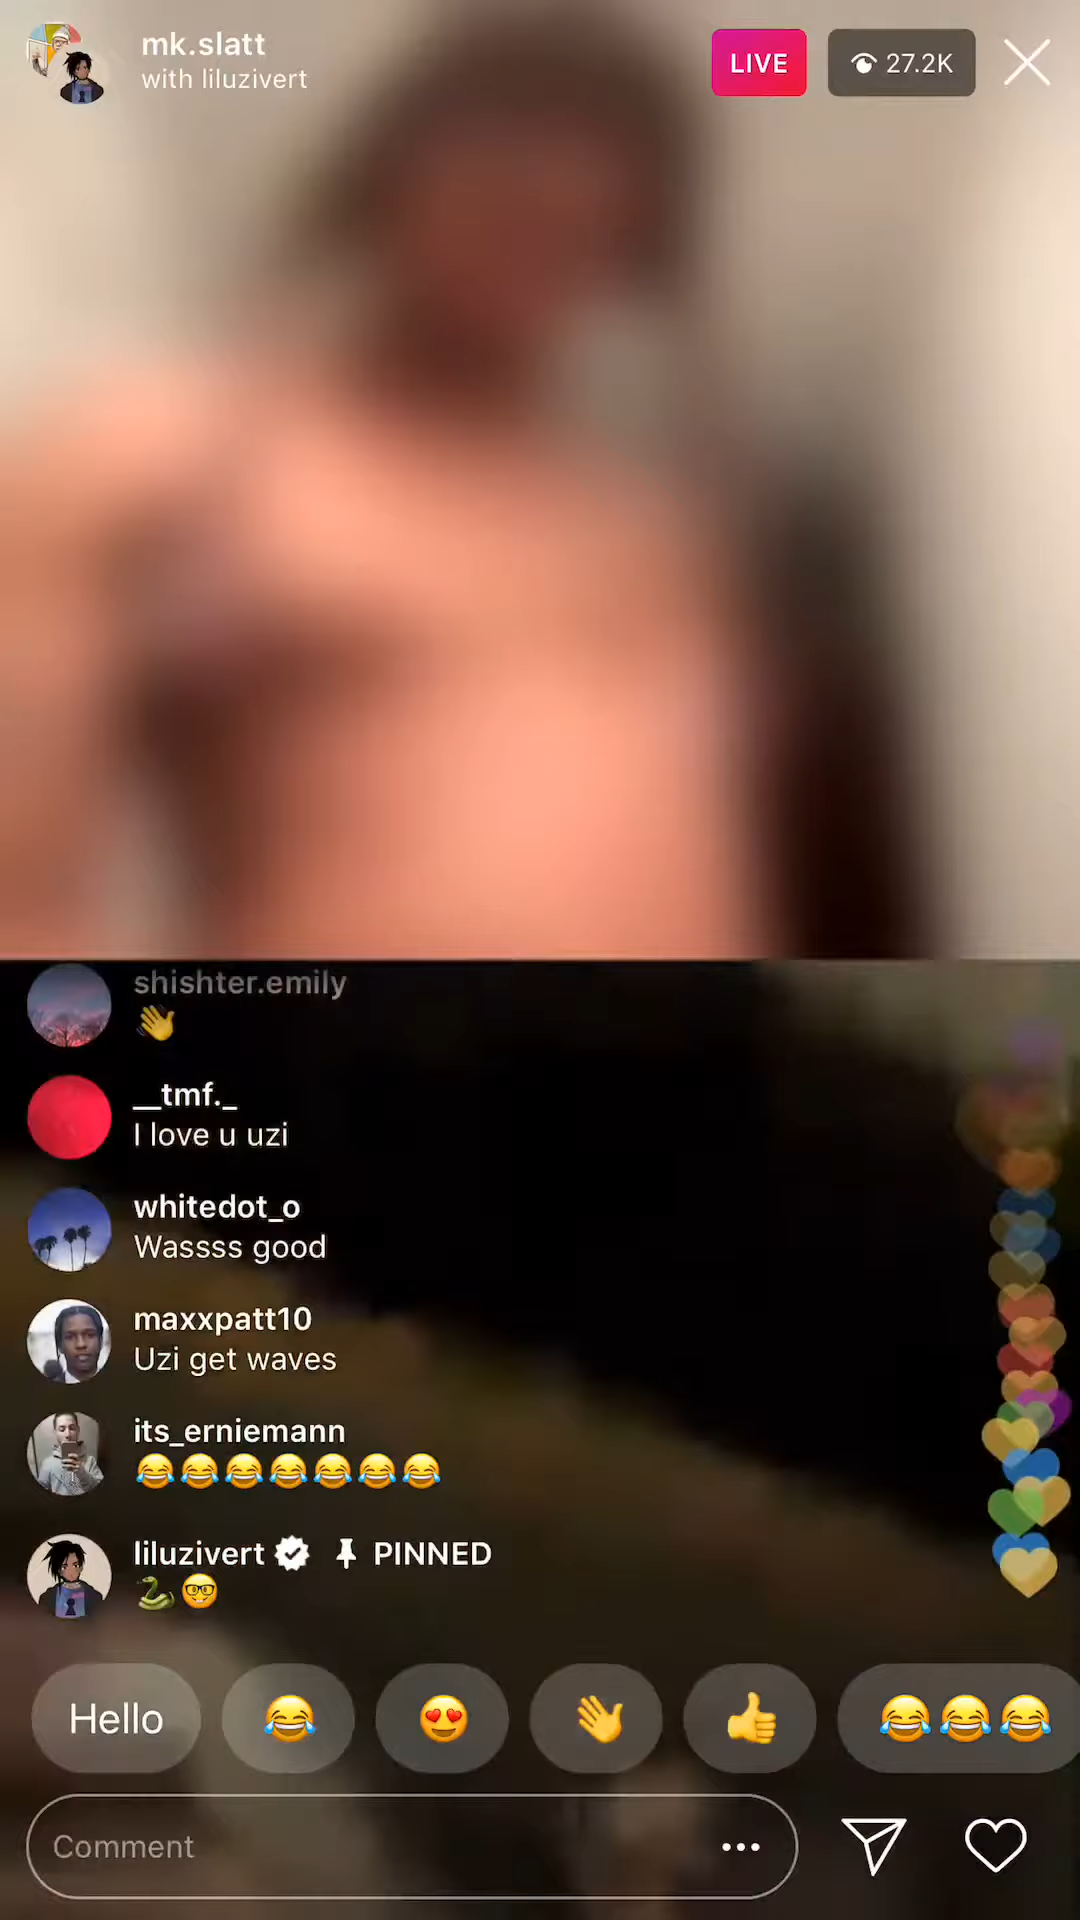 mk.slatt
with liluzivert
LIVE
27.2K
shishter.emily
👋
__tmf._
I love u uzi
whitedot_o
Wassss good
maxxpatt10
Uzi get waves
its_erniemann
😂😂😂😂😂😂😂
liluzivert PINNED
🐍🤓
Hello 😂 😍 👋 👍 😂😂😂
Comment